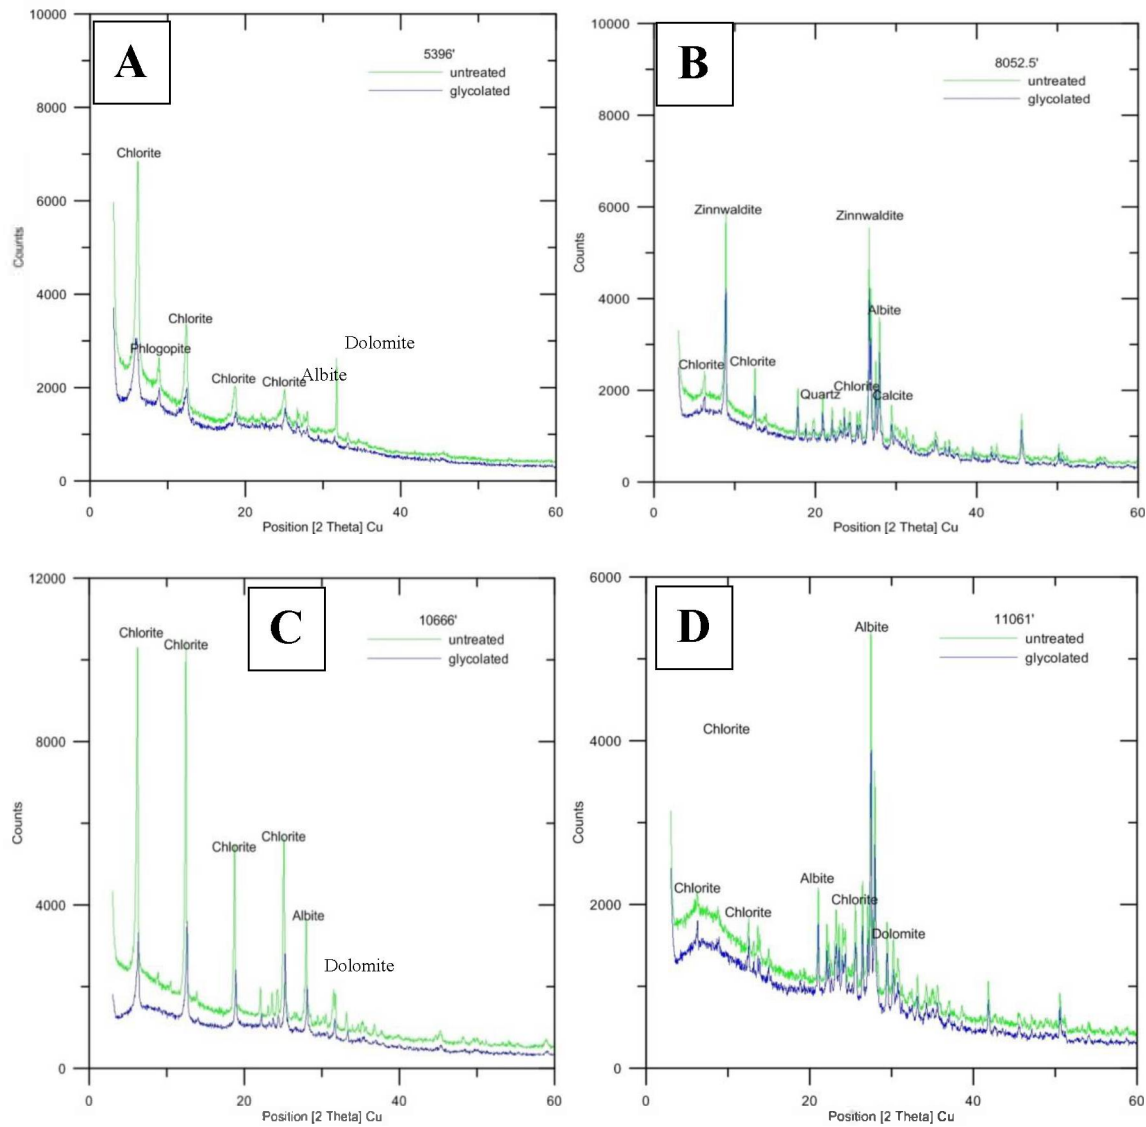 A
5396'
untreated
glycolated
10000
8000
6000
4000
2000
0
Counts
Chlorite
Phlogopite
Chlorite
Chlorite
Chlorite
Albite
Dolomite
0 20 40 60
Position [2 Theta] Cu
B
8052.5'
untreated
glycolated
10000
8000
6000
4000
2000
0
Counts
Zinnwaldite
Zinnwaldite
Albite
Chlorite
Chlorite
Quartz
Chlorite
Calcite
0 20 40 60
Position [2 Theta] Cu
C
10666'
untreated
glycolated
12000
8000
4000
0
Counts
Chlorite
Chlorite
Chlorite
Chlorite
Albite
Dolomite
0 20 40 60
Position [2 Theta] Cu
D
11061'
untreated
glycolated
6000
4000
2000
0
Counts
Albite
Chlorite
Chlorite
Albite
Chlorite
Chlorite
Dolomite
0 20 40 60
Position [2 Theta] Cu